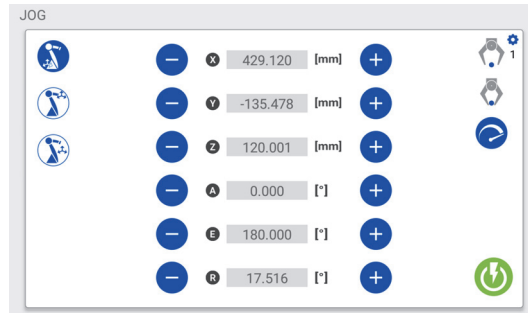 JOG
X 429.120 [mm]
1
Y -135.478 [mm]
Z 120.001 [mm]
A 0.000 [°]
E 180.000 [°]
R 17.516 [°]